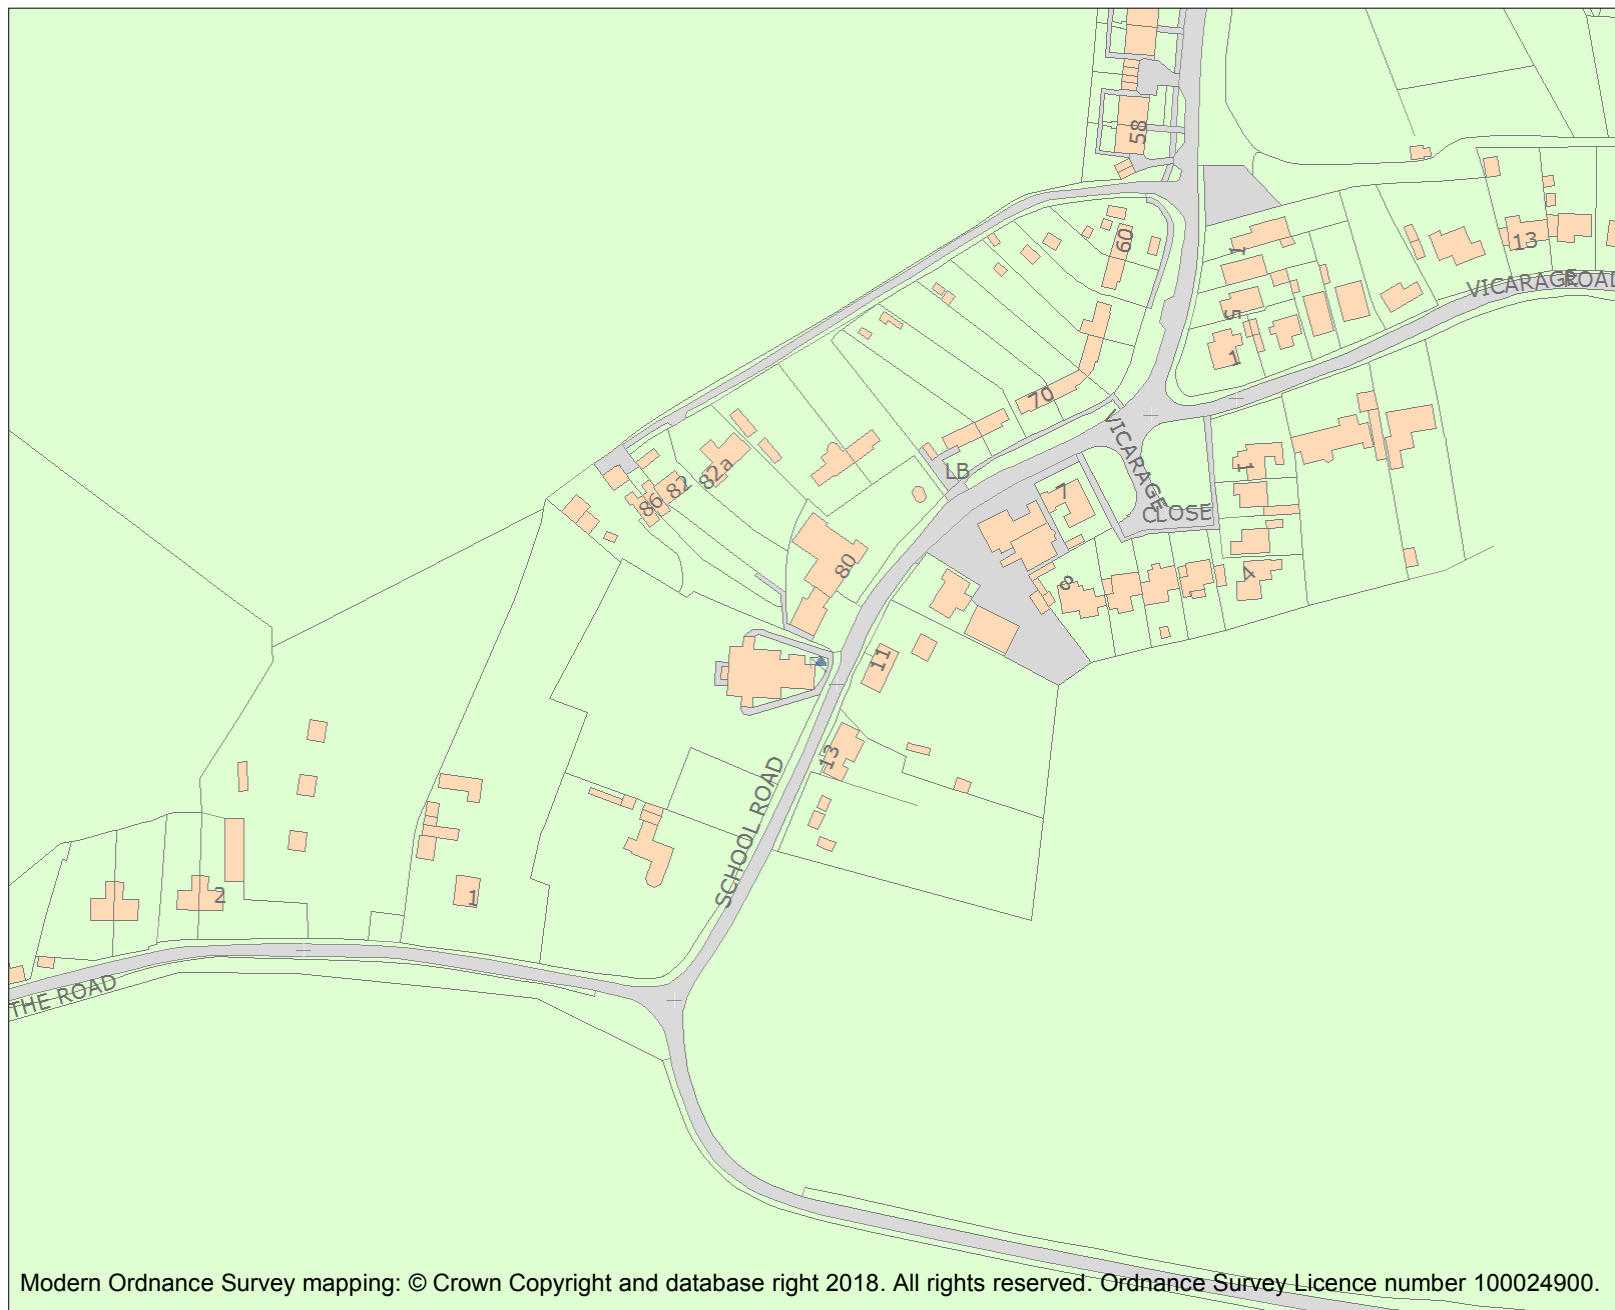 58
60
1
13
VICARAGE
ROAD
5
1
70
VICARAGE
CLOSE
LB
1
7
82a
82
86
80
8
4
11
13
SCHOOL ROAD
2
1
THE ROAD
Modern Ordnance Survey mapping: © Crown Copyright and database right 2018. All rights reserved. Ordnance Survey Licence number 100024900.